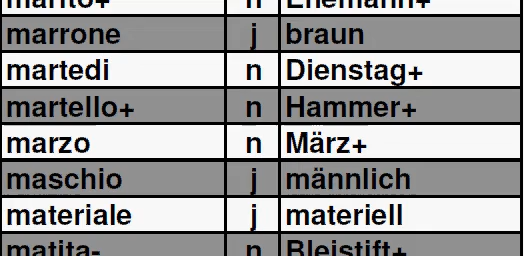 marito+ n Ehemann+
marrone j braun
martedi n Dienstag+
martello+ n Hammer+
marzo n März+
maschio j männlich
materiale j materiell
matita- n Bleistift+